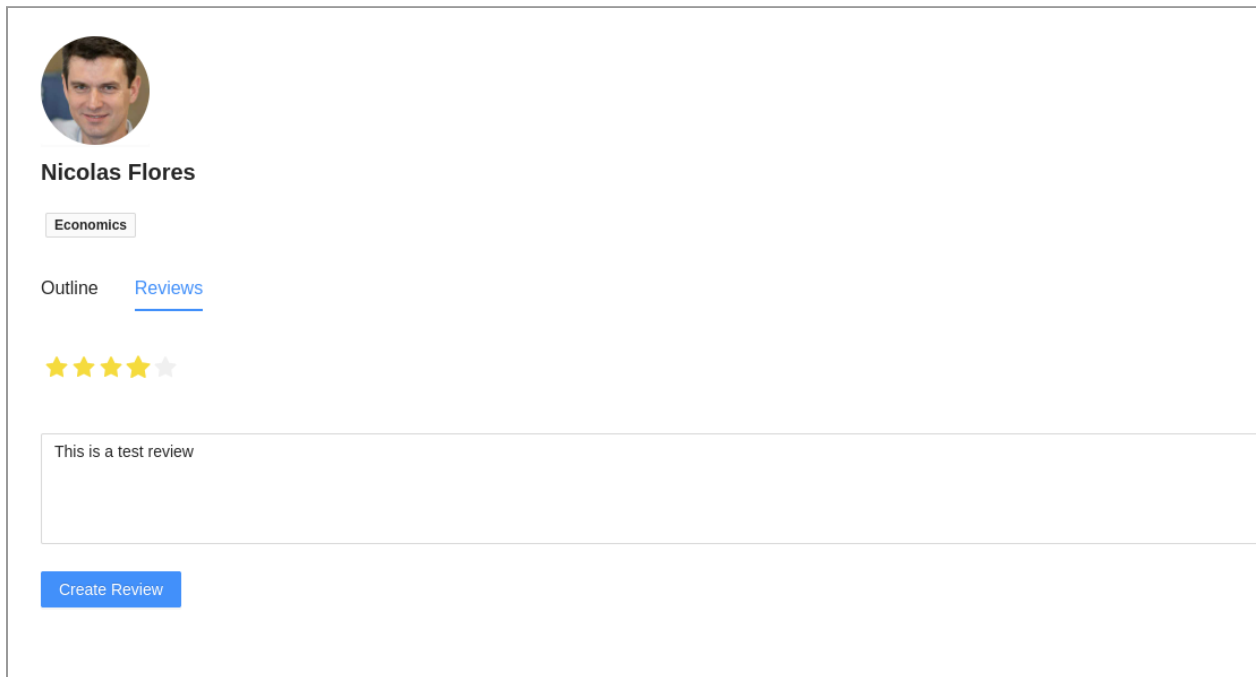 Nicolas Flores
Economics
Outline Reviews
This is a test review
Create Review